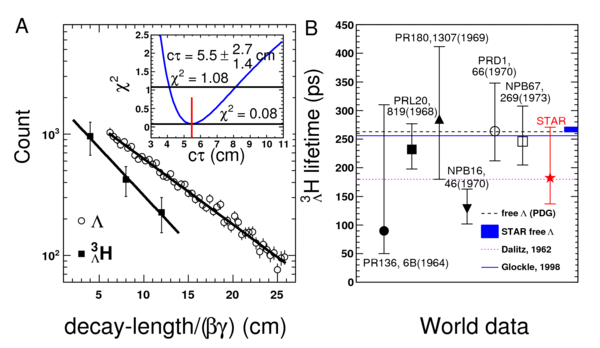 A
Count
10³
10²
5
10
15
20
25
decay-length/(βγ) (cm)
Λ
³ΛH
χ²
2.5
2
1.5
1
0.5
0
3
4
5
6
7
8
9
10
11
cτ (cm)
cτ = 5.5 ± 2.7 1.4 cm
χ² = 1.08
χ² = 0.08
B
³ΛH lifetime (ps)
450
400
350
300
250
200
150
100
50
0
World data
PR180,1307(1969)
PRD1,
66(1970)
NPB67,
269(1973)
PRL20,
819(1968)
STAR
NPB16,
46(1970)
PR136, 6B(1964)
free Λ (PDG)
STAR free Λ
Dalitz, 1962
Glockle, 1998